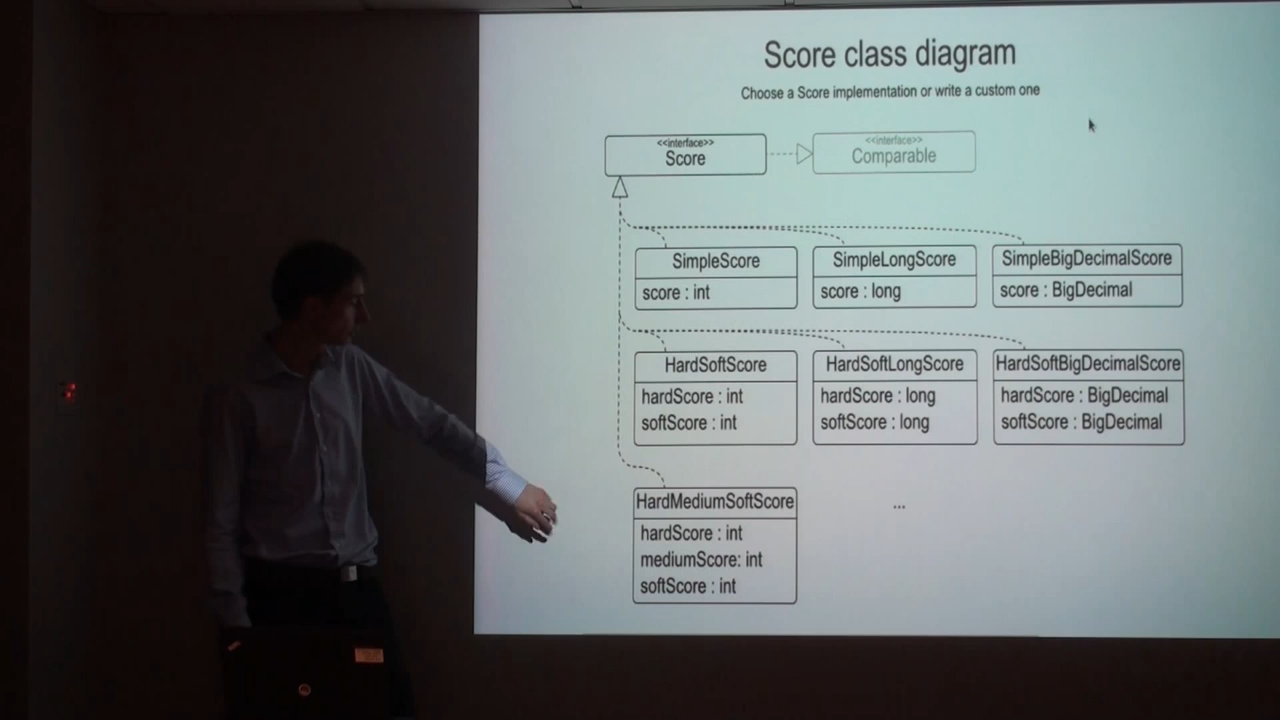 Score class diagram
Choose a Score implementation or write a custom one
<<interface>>
Score
<<interface>>
Comparable
SimpleScore
score : int
SimpleLongScore
score : long
SimpleBigDecimalScore
score : BigDecimal
HardSoftScore
hardScore : int
softScore : int
HardSoftLongScore
hardScore : long
softScore : long
HardSoftBigDecimalScore
hardScore : BigDecimal
softScore : BigDecimal
HardMediumSoftScore
hardScore : int
mediumScore: int
softScore : int
...